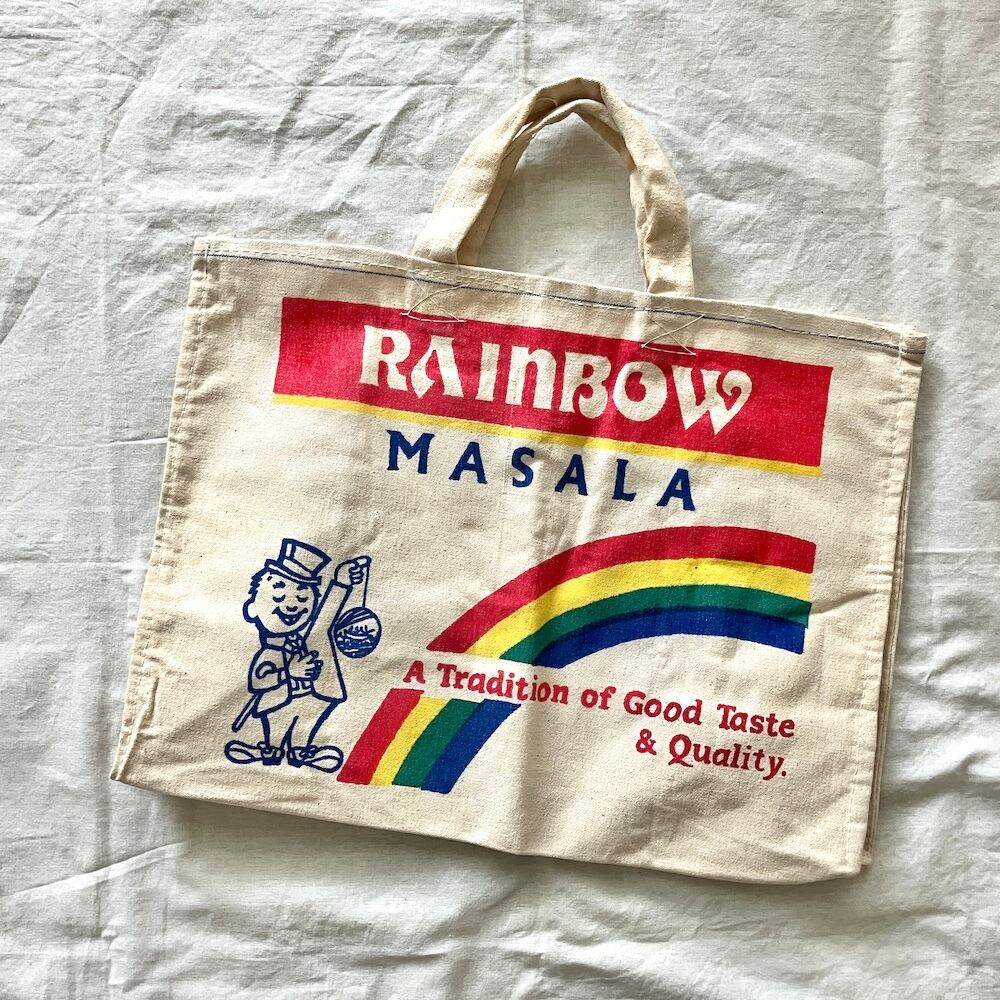 RAINBOW
MASALA
A Tradition of Good Taste
& Quality.